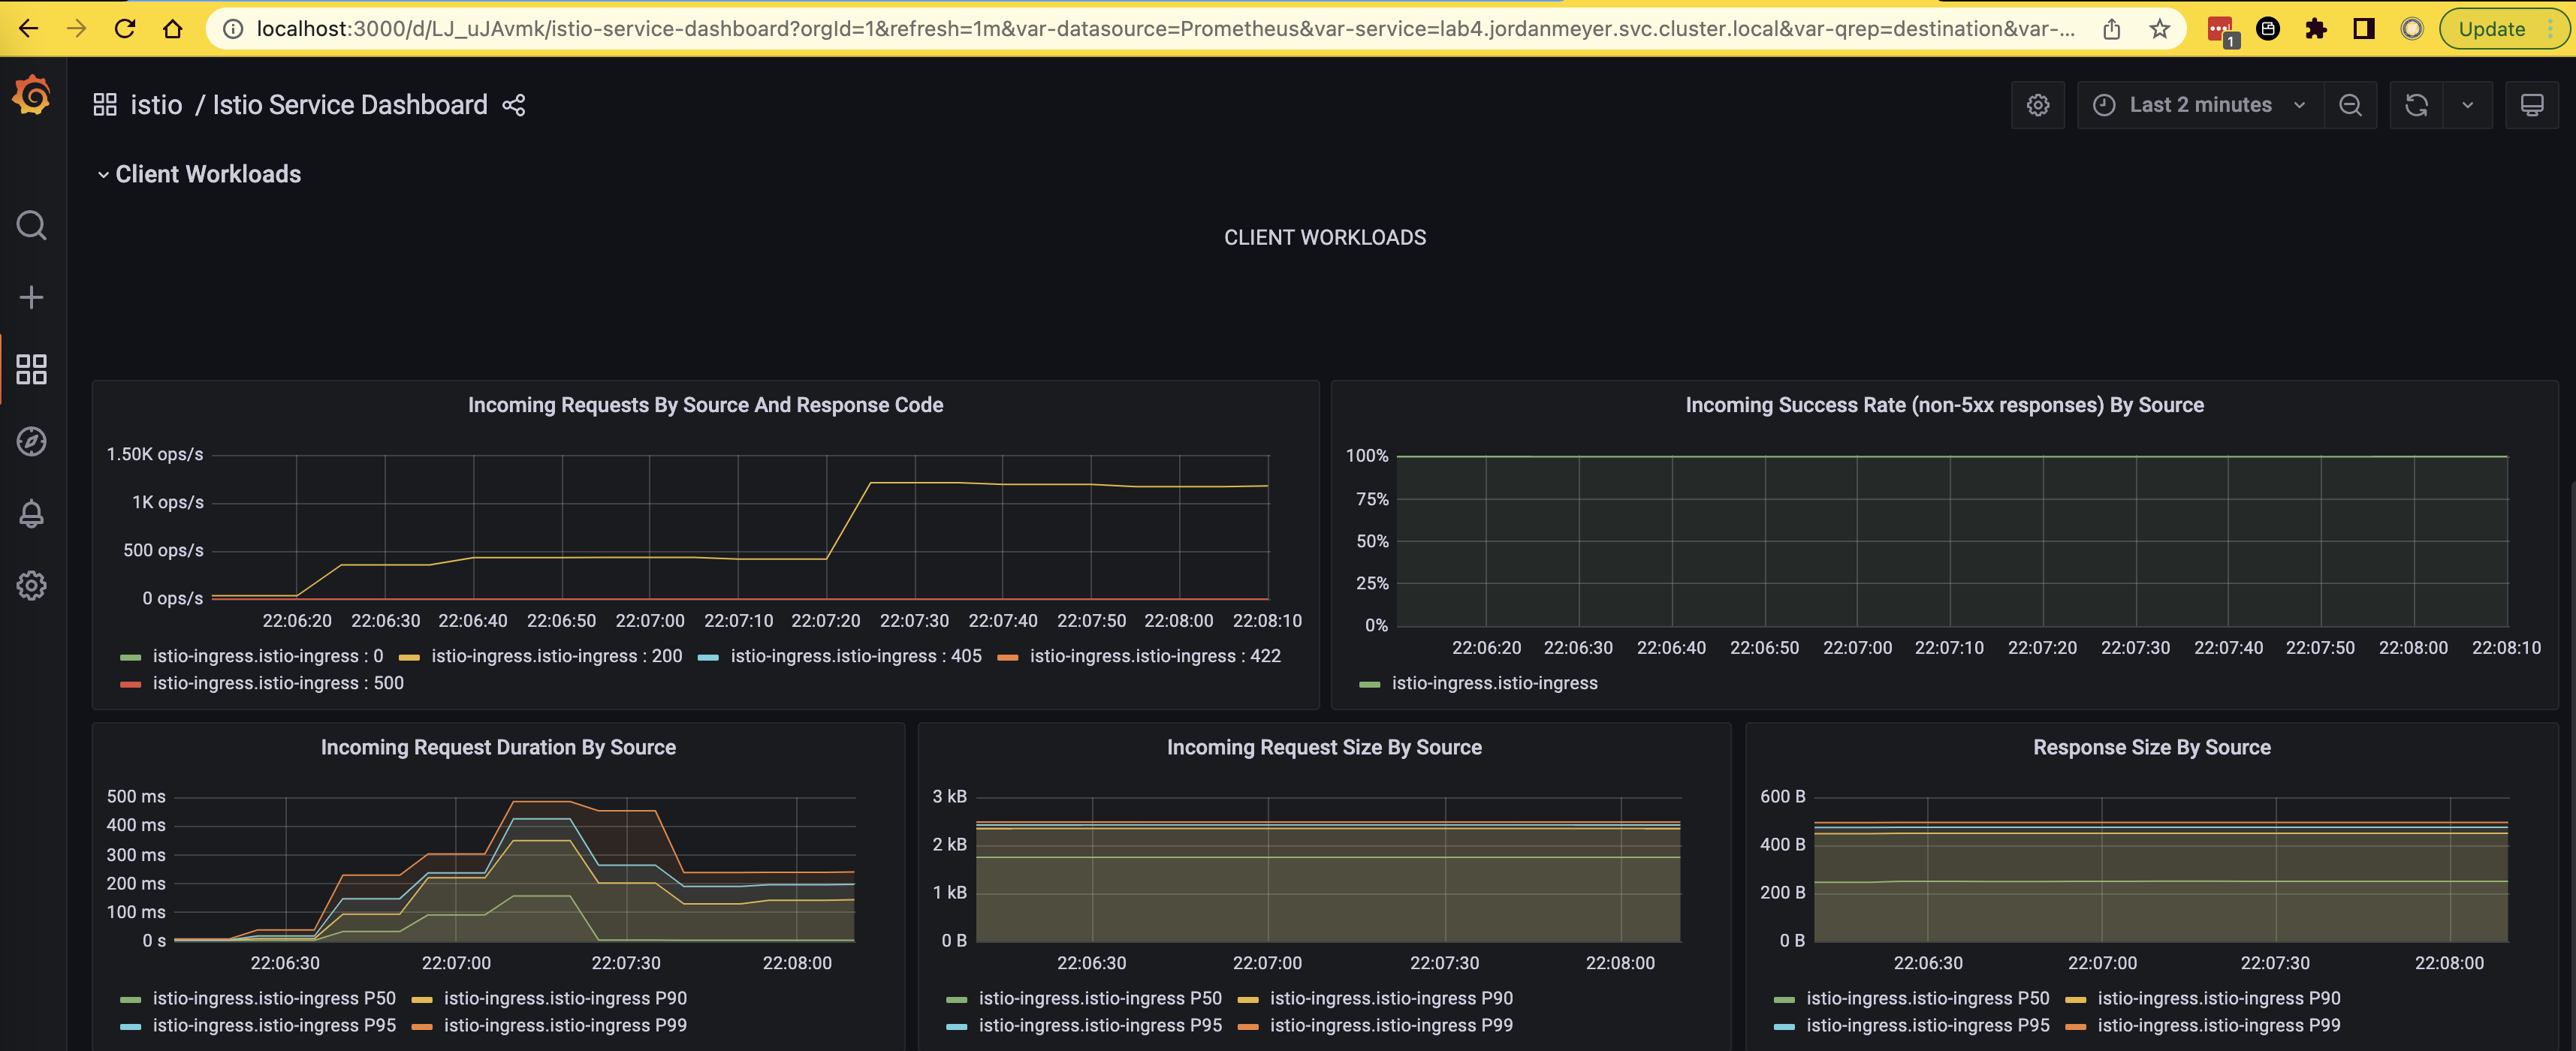 localhost:3000/d/LJ_uJAvmk/istio-service-dashboard?orgId=1&refresh=1m&var-datasource=Prometheus&var-service=lab4.jordanmeyer.svc.cluster.local&var-qrep=destination&var-...
1
Update
istio / Istio Service Dashboard
Last 2 minutes
Client Workloads
CLIENT WORKLOADS
Incoming Requests By Source And Response Code
1.50K ops/s
1K ops/s
500 ops/s
0 ops/s
22:06:20 22:06:30 22:06:40 22:06:50 22:07:00 22:07:10 22:07:20 22:07:30 22:07:40 22:07:50 22:08:00 22:08:10
istio-ingress.istio-ingress : 0 istio-ingress.istio-ingress : 200 istio-ingress.istio-ingress : 405 istio-ingress.istio-ingress : 422
istio-ingress.istio-ingress : 500
Incoming Success Rate (non-5xx responses) By Source
100%
75%
50%
25%
0%
22:06:20 22:06:30 22:06:40 22:06:50 22:07:00 22:07:10 22:07:20 22:07:30 22:07:40 22:07:50 22:08:00 22:08:10
istio-ingress.istio-ingress
Incoming Request Duration By Source
500 ms
400 ms
300 ms
200 ms
100 ms
0 s
22:06:30 22:07:00 22:07:30 22:08:00
istio-ingress.istio-ingress P50 istio-ingress.istio-ingress P90
istio-ingress.istio-ingress P95 istio-ingress.istio-ingress P99
Incoming Request Size By Source
3 kB
2 kB
1 kB
0 B
22:06:30 22:07:00 22:07:30 22:08:00
istio-ingress.istio-ingress P50 istio-ingress.istio-ingress P90
istio-ingress.istio-ingress P95 istio-ingress.istio-ingress P99
Response Size By Source
600 B
400 B
200 B
0 B
22:06:30 22:07:00 22:07:30 22:08:00
istio-ingress.istio-ingress P50 istio-ingress.istio-ingress P90
istio-ingress.istio-ingress P95 istio-ingress.istio-ingress P99